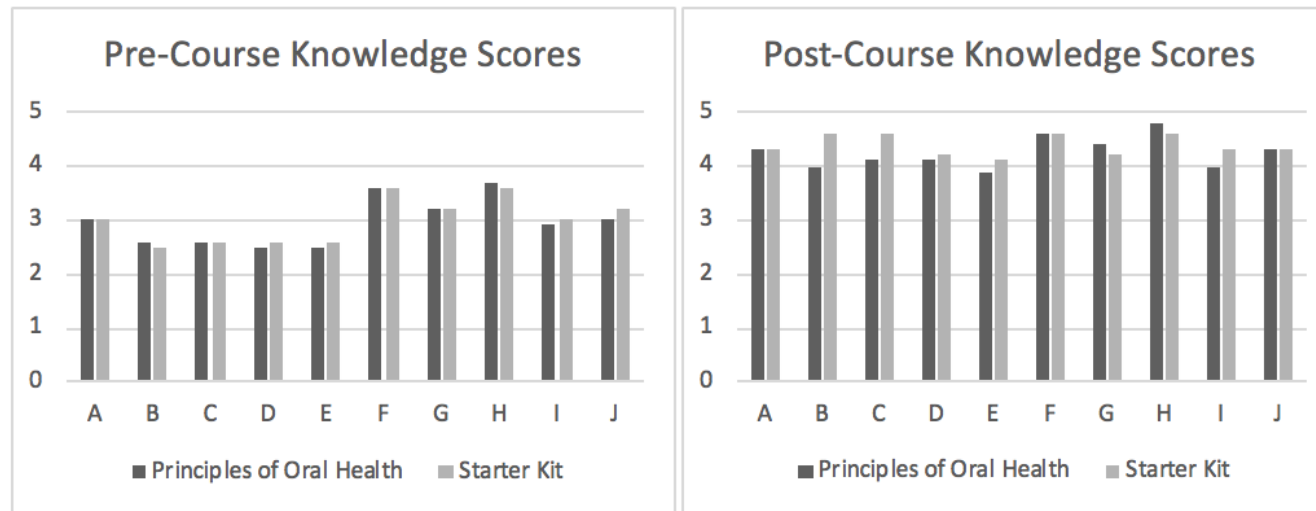 Pre-Course Knowledge Scores
5
4
3
2
1
0
A B C D E F G H I J
Principles of Oral Health Starter Kit
Post-Course Knowledge Scores
5
4
3
2
1
0
A B C D E F G H I J
Principles of Oral Health Starter Kit